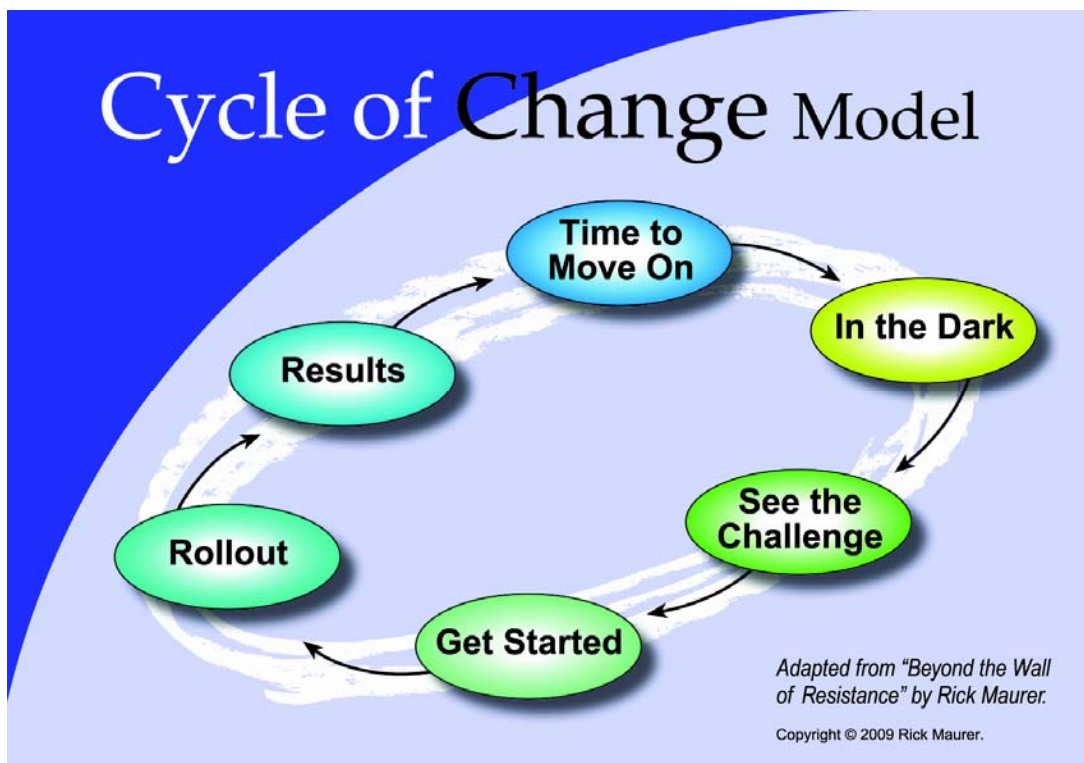 Cycle of Change Model
Time to
Move On
In the Dark
See the
Challenge
Get Started
Rollout
Results
Adapted from “Beyond the Wall
of Resistance” by Rick Maurer.
Copyright © 2009 Rick Maurer.